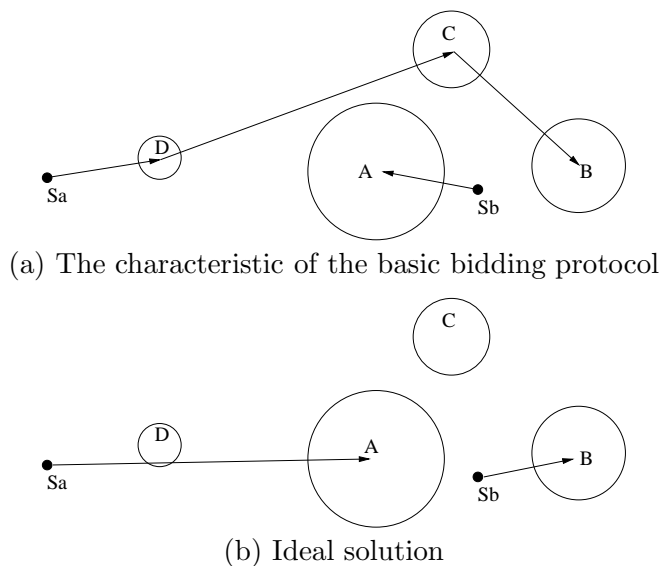 C
D
A
B
Sa
Sb
(a) The characteristic of the basic bidding protocol
C
D
A
B
Sa
Sb
(b) Ideal solution